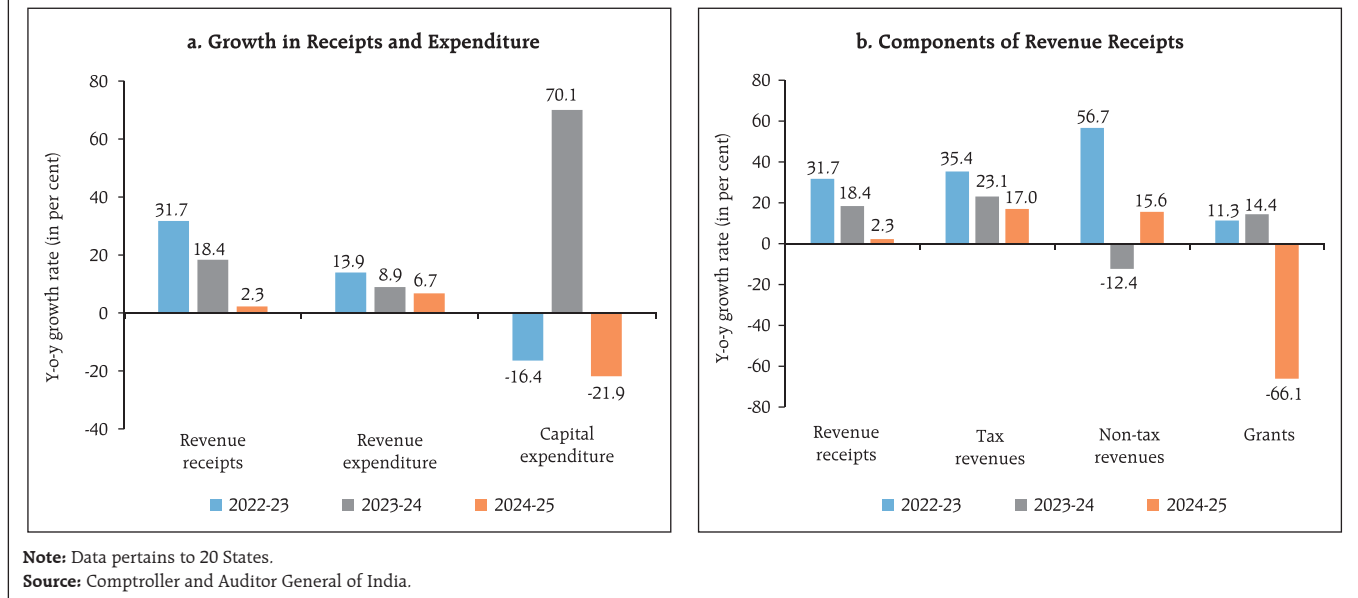 a. Growth in Receipts and Expenditure
Y-o-y growth rate (in per cent)
80
60
40
20
0
-20
-40
31.7
18.4
2.3
13.9
8.9
6.7
-16.4
70.1
-21.9
Revenue
receipts
Revenue
expenditure
Capital
expenditure
2022-23
2023-24
2024-25
b. Components of Revenue Receipts
Y-o-y growth rate (in per cent)
80
60
40
20
0
-20
-40
-60
-80
31.7
18.4
2.3
35.4
23.1
17.0
56.7
-12.4
15.6
11.3
14.4
-66.1
Revenue
receipts
Tax
revenues
Non-tax
revenues
Grants
2022-23
2023-24
2024-25
Note: Data pertains to 20 States.
Source: Comptroller and Auditor General of India.